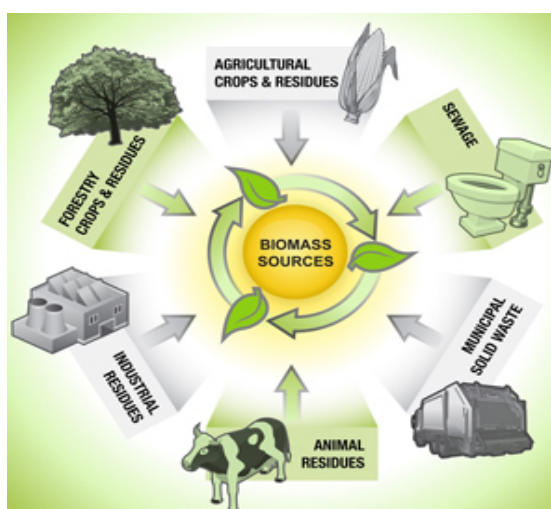 AGRICULTURAL
CROPS & RESIDUES
SEWAGE
FORESTRY
CROPS & RESIDUES
BIOMASS
SOURCES
MUNICIPAL
SOLID WASTE
INDUSTRIAL
RESIDUES
ANIMAL
RESIDUES